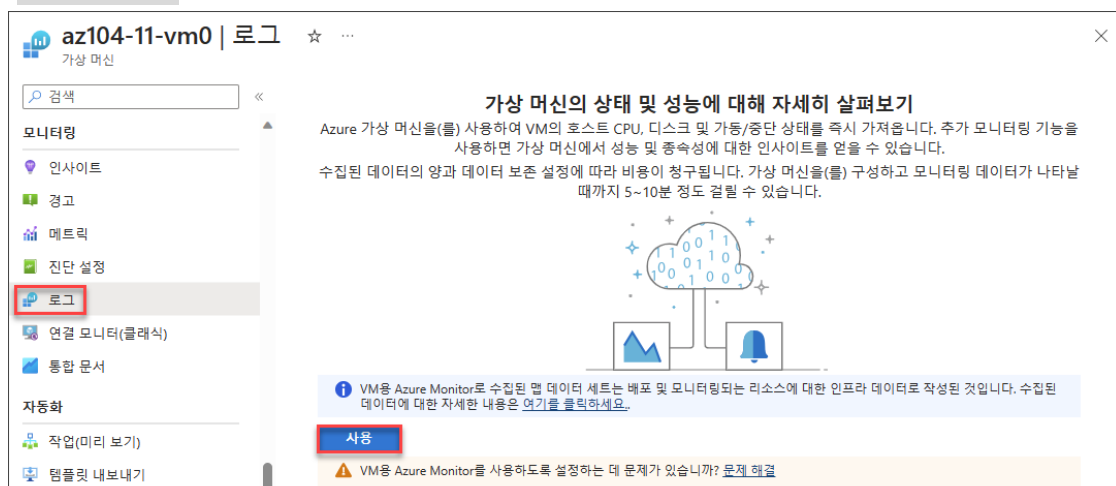 az104-11-vm0 | 로그
가상 머신
검색
모니터링
인사이트
경고
메트릭
진단 설정
로그
연결 모니터(클래식)
통합 문서
자동화
작업(미리 보기)
템플릿 내보내기
가상 머신의 상태 및 성능에 대해 자세히 살펴보기
Azure 가상 머신을(를) 사용하여 VM의 호스트 CPU, 디스크 및 가동/중단 상태를 즉시 가져옵니다. 추가 모니터링 기능을
사용하면 가상 머신에서 성능 및 종속성에 대한 인사이트를 얻을 수 있습니다.
수집된 데이터의 양과 데이터 보존 설정에 따라 비용이 청구됩니다. 가상 머신을(를) 구성하고 모니터링 데이터가 나타날
때까지 5~10분 정도 걸릴 수 있습니다.
VM용 Azure Monitor로 수집된 맵 데이터 세트는 배포 및 모니터링되는 리소스에 대한 인프라 데이터로 작성된 것입니다. 수집된
데이터에 대한 자세한 내용은 여기를 클릭하세요..
사용
VM용 Azure Monitor를 사용하도록 설정하는 데 문제가 있습니까? 문제 해결